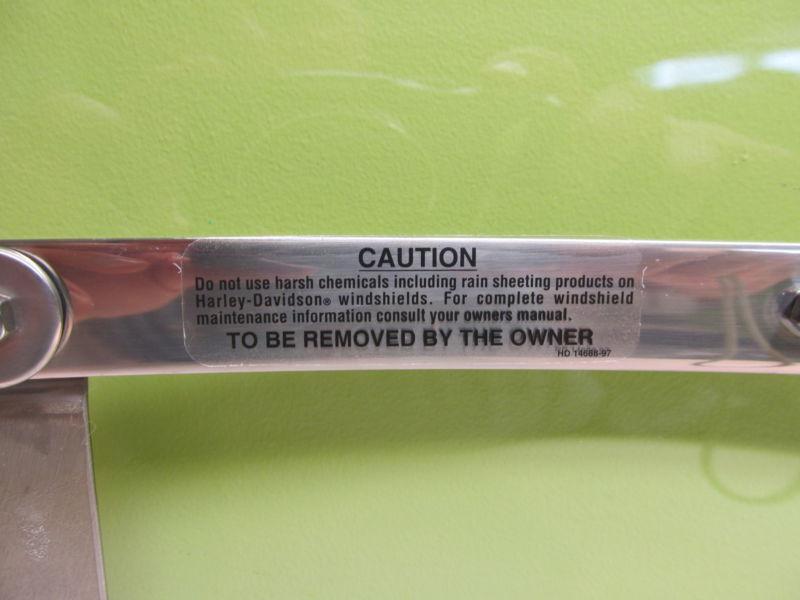 CAUTION
Do not use harsh chemicals including rain sheeting products on
Harley-Davidson® windshields. For complete windshield
maintenance information consult your owners manual.
TO BE REMOVED BY THE OWNER
HD 14688-97